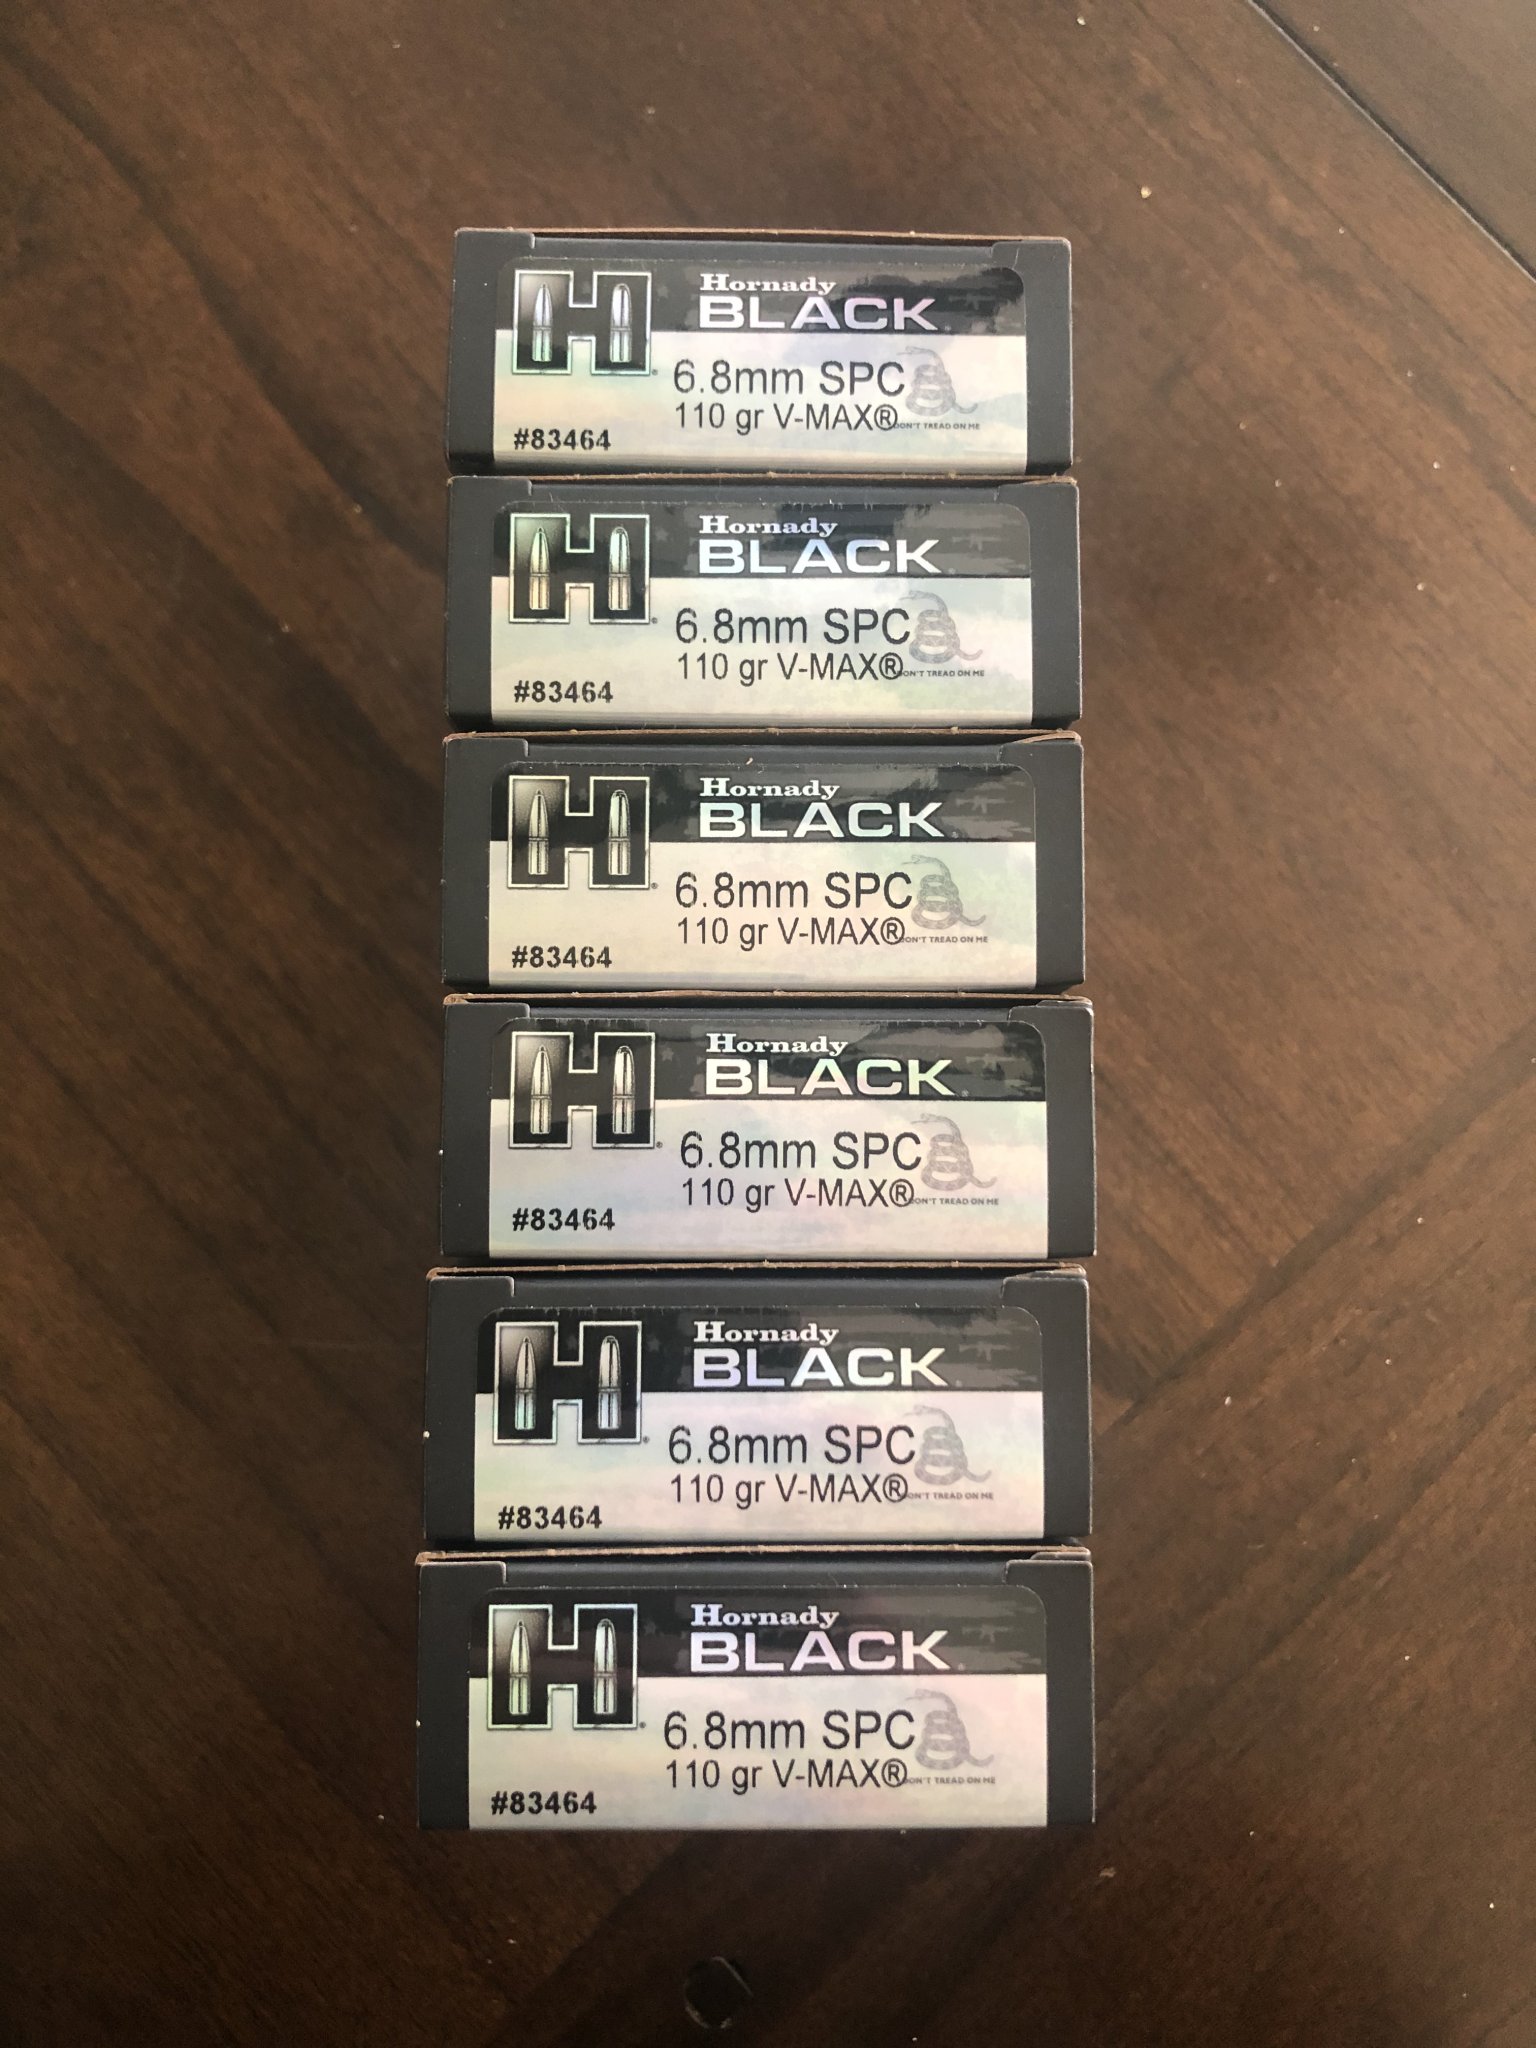 Hornady
BLACK
6.8mm SPC
110 gr V-MAX®
DON'T TREAD ON ME
#83464
Hornady
BLACK
6.8mm SPC
110 gr V-MAX®
DON'T TREAD ON ME
#83464
Hornady
BLACK
6.8mm SPC
110 gr V-MAX®
DON'T TREAD ON ME
#83464
Hornady
BLACK
6.8mm SPC
110 gr V-MAX®
DON'T TREAD ON ME
#83464
Hornady
BLACK
6.8mm SPC
110 gr V-MAX®
DON'T TREAD ON ME
#83464
Hornady
BLACK
6.8mm SPC
110 gr V-MAX®
DON'T TREAD ON ME
#83464